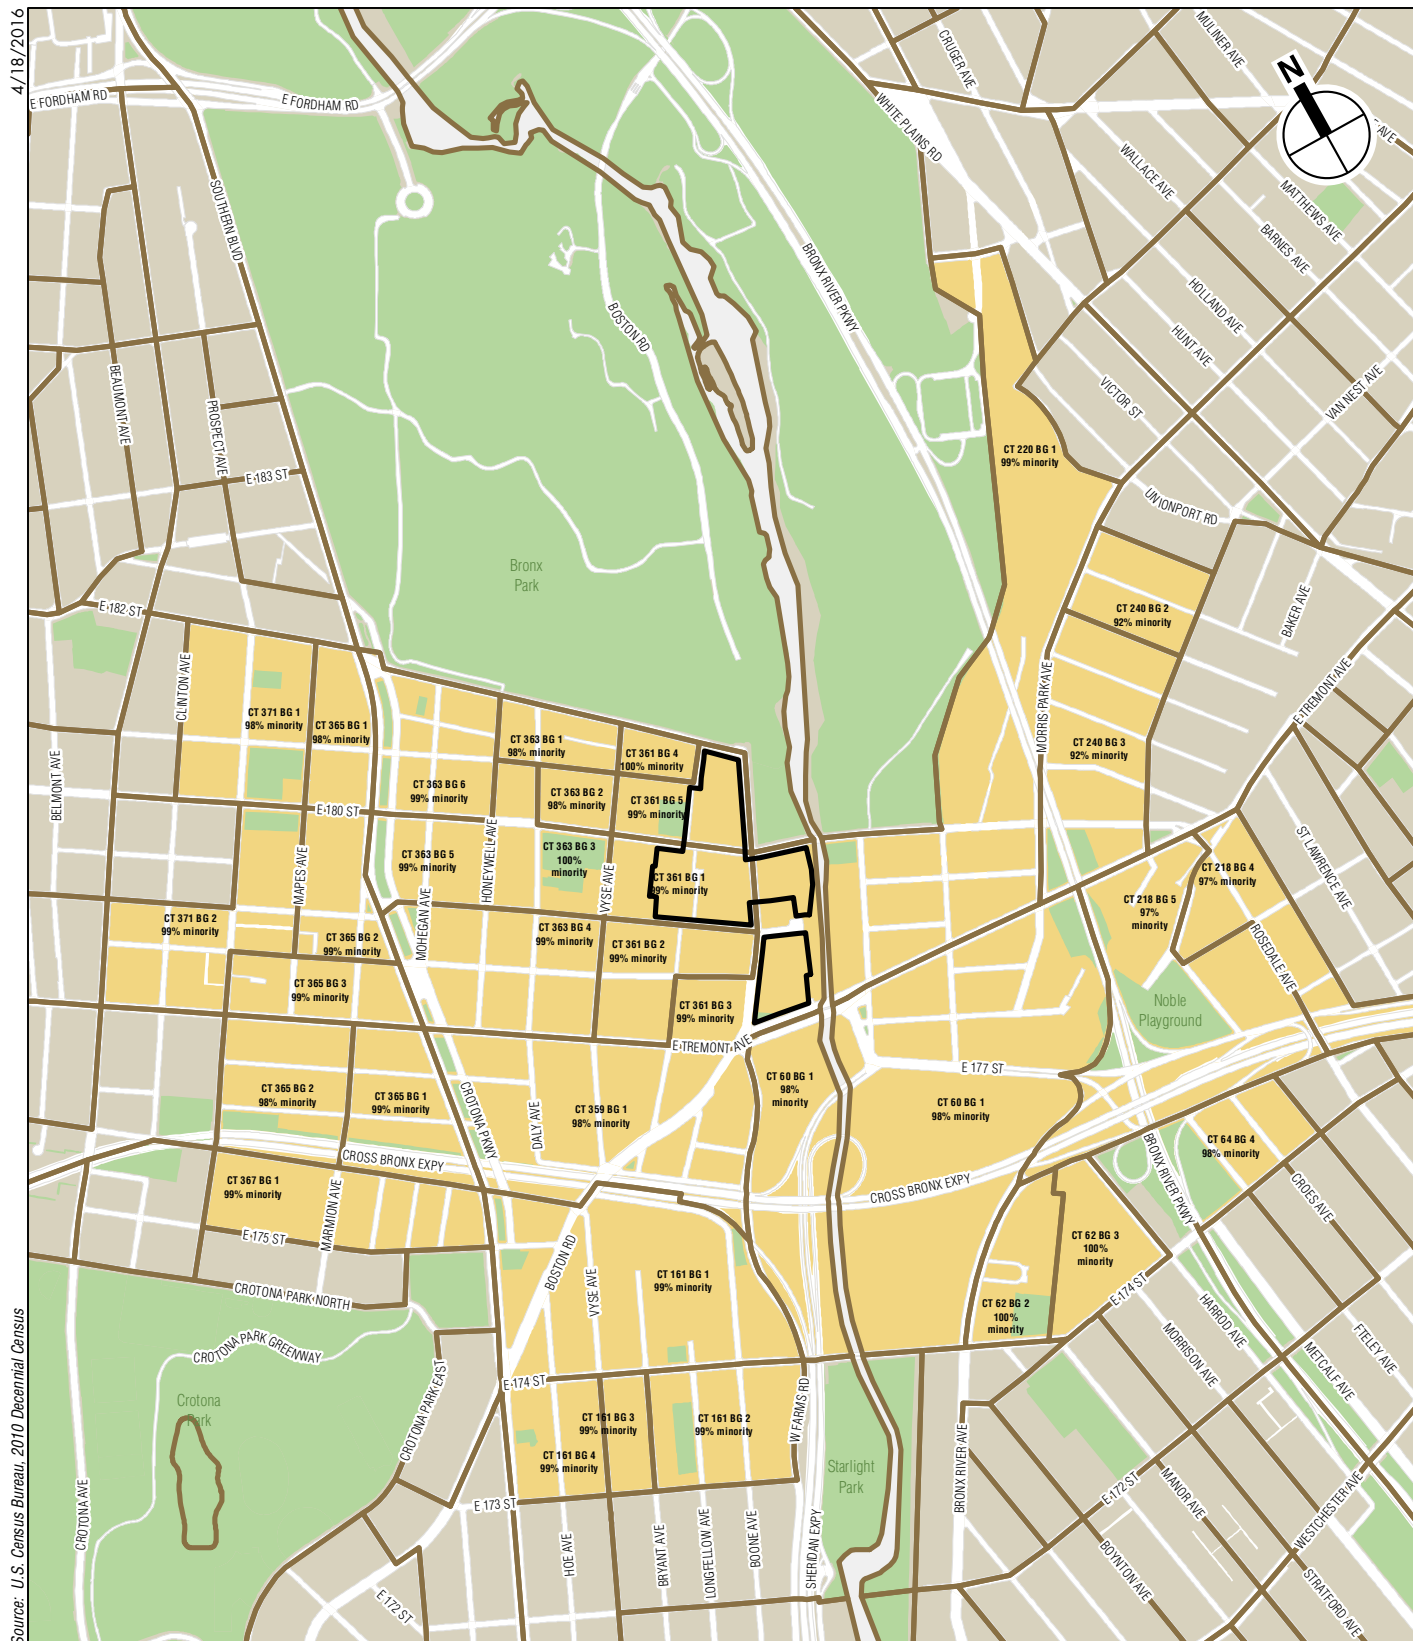 4/18/2016
E FORDHAM RD
E FORDHAM RD
CRUGER AVE
MULINER AVE
N
WHITE PLAINS RD
AVE
WALLACE AVE
MATTHEWS AVE
BARNES AVE
SOUTHERN BLVD
BRONX RIVER PKWY
BOSTON RD
HOLLAND AVE
HUNT AVE
VICTOR ST
VAN NEST AVE
BEAUMONT AVE
PROSPECT AVE
E 183 ST
CT 220 BG 1
99% minority
UNIONPORT RD
Bronx
Park
E 182 ST
CT 240 BG 2
92% minority
BAKER AVE
CLINTON AVE
CT 371 BG 1
98% minority
CT 365 BG 1
98% minority
MORRIS PARK AVE
E TREMONT AVE
CT 363 BG 1
98% minority
CT 361 BG 4
100% minority
CT 240 BG 3
92% minority
BELMONT AVE
CT 363 BG 6
99% minority
CT 363 BG 2
98% minority
CT 361 BG 5
99% minority
E 180 ST
MAPES AVE
HONEYWELL AVE
CT 363 BG 5
99% minority
CT 363 BG 3
100%
minority
VYSE AVE
CT 361 BG 1
99% minority
ST LAWRENCE AVE
CT 218 BG 4
97% minority
CT 218 BG 5
97%
minority
CT 371 BG 2
99% minority
MOHEGAN AVE
CT 365 BG 2
99% minority
CT 363 BG 4
99% minority
CT 361 BG 2
99% minority
ROSEDALE AVE
CT 365 BG 3
99% minority
CT 361 BG 3
99% minority
Noble
Playground
E TREMONT AVE
E 177 ST
CT 365 BG 2
98% minority
CT 365 BG 1
99% minority
CROTONA PKWY
DALY AVE
CT 359 BG 1
98% minority
CT 60 BG 1
98%
minority
CT 60 BG 1
98% minority
CROSS BRONX EXPY
CROSS BRONX EXPY
BRONX RIVER PKWY
CT 64 BG 4
98% minority
CROES AVE
CT 367 BG 1
99% minority
MARMION AVE
E 175 ST
BOSTON RD
VYSE AVE
CT 161 BG 1
99% minority
CT 62 BG 3
100%
minority
CROTONA PARK NORTH
CT 62 BG 2
100%
minority
E 174 ST
HARROD AVE
MORRISON AVE
METCALF AVE
FTELEY AVE
CROTONA PARK GREENWAY
Crotona
Park
CROTONA PARK EAST
E 174 ST
CT 161 BG 3
99% minority
CT 161 BG 2
99% minority
CT 161 BG 4
99% minority
W FARMS RD
Starlight
Park
BRONX RIVER AVE
E 172 ST
MANOR AVE
WESTCHESTER AVE
E 173 ST
CROTONA AVE
HOE AVE
BRYANT AVE
LONGFELLOW AVE
BOONE AVE
SHERIDAN EXPY
BOYNTON AVE
STRATFORD AVE
E 172 ST
Source: U.S. Census Bureau, 2010 Decennial Census